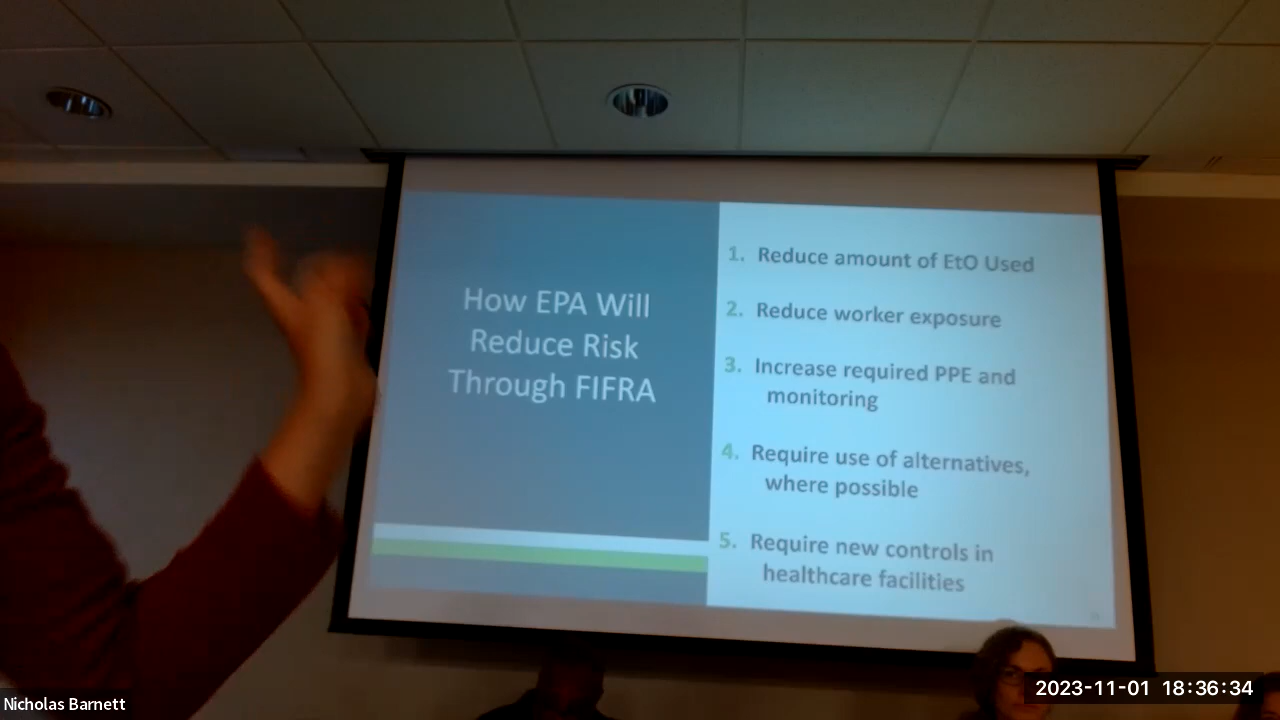 How EPA Will
Reduce Risk
Through FIFRA
1. Reduce amount of EtO Used
2. Reduce worker exposure
3. Increase required PPE and
monitoring
4. Require use of alternatives,
where possible
5. Require new controls in
healthcare facilities
Nicholas Barnett
2023-11-01 18:36:34